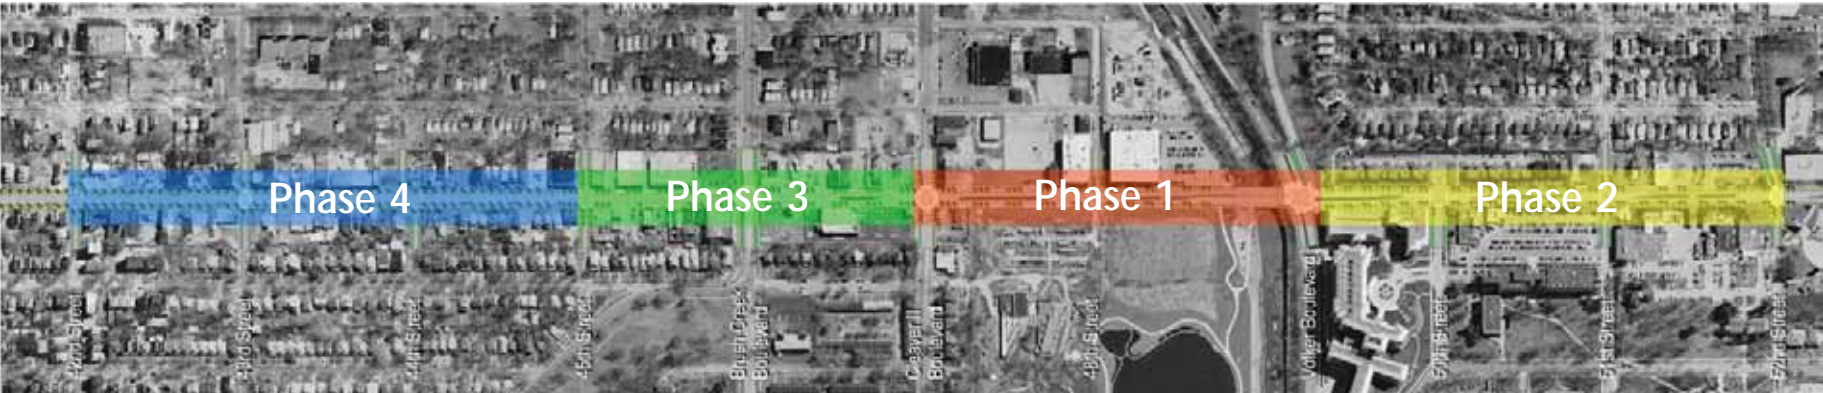 Phase 4
Phase 3
Phase 1
Phase 2
42nd Street
43rd Street
44th Street
45th Street
Brush Creek
Boulevard
Cleaver II
Boulevard
48th Street
Volker Boulevard
50th Street
51st Street
52nd Street